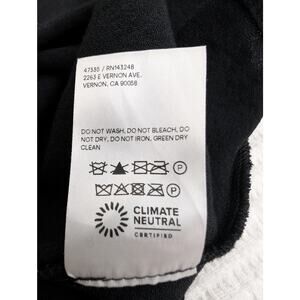 47335 / RN143248
2263 E VERNON AVE.
VERNON, CA 90058
DO NOT WASH, DO NOT BLEACH, DO
NOT DRY, DO NOT IRON, GREEN DRY
CLEAN
P
P
CLIMATE
NEUTRAL
CERTIFIED